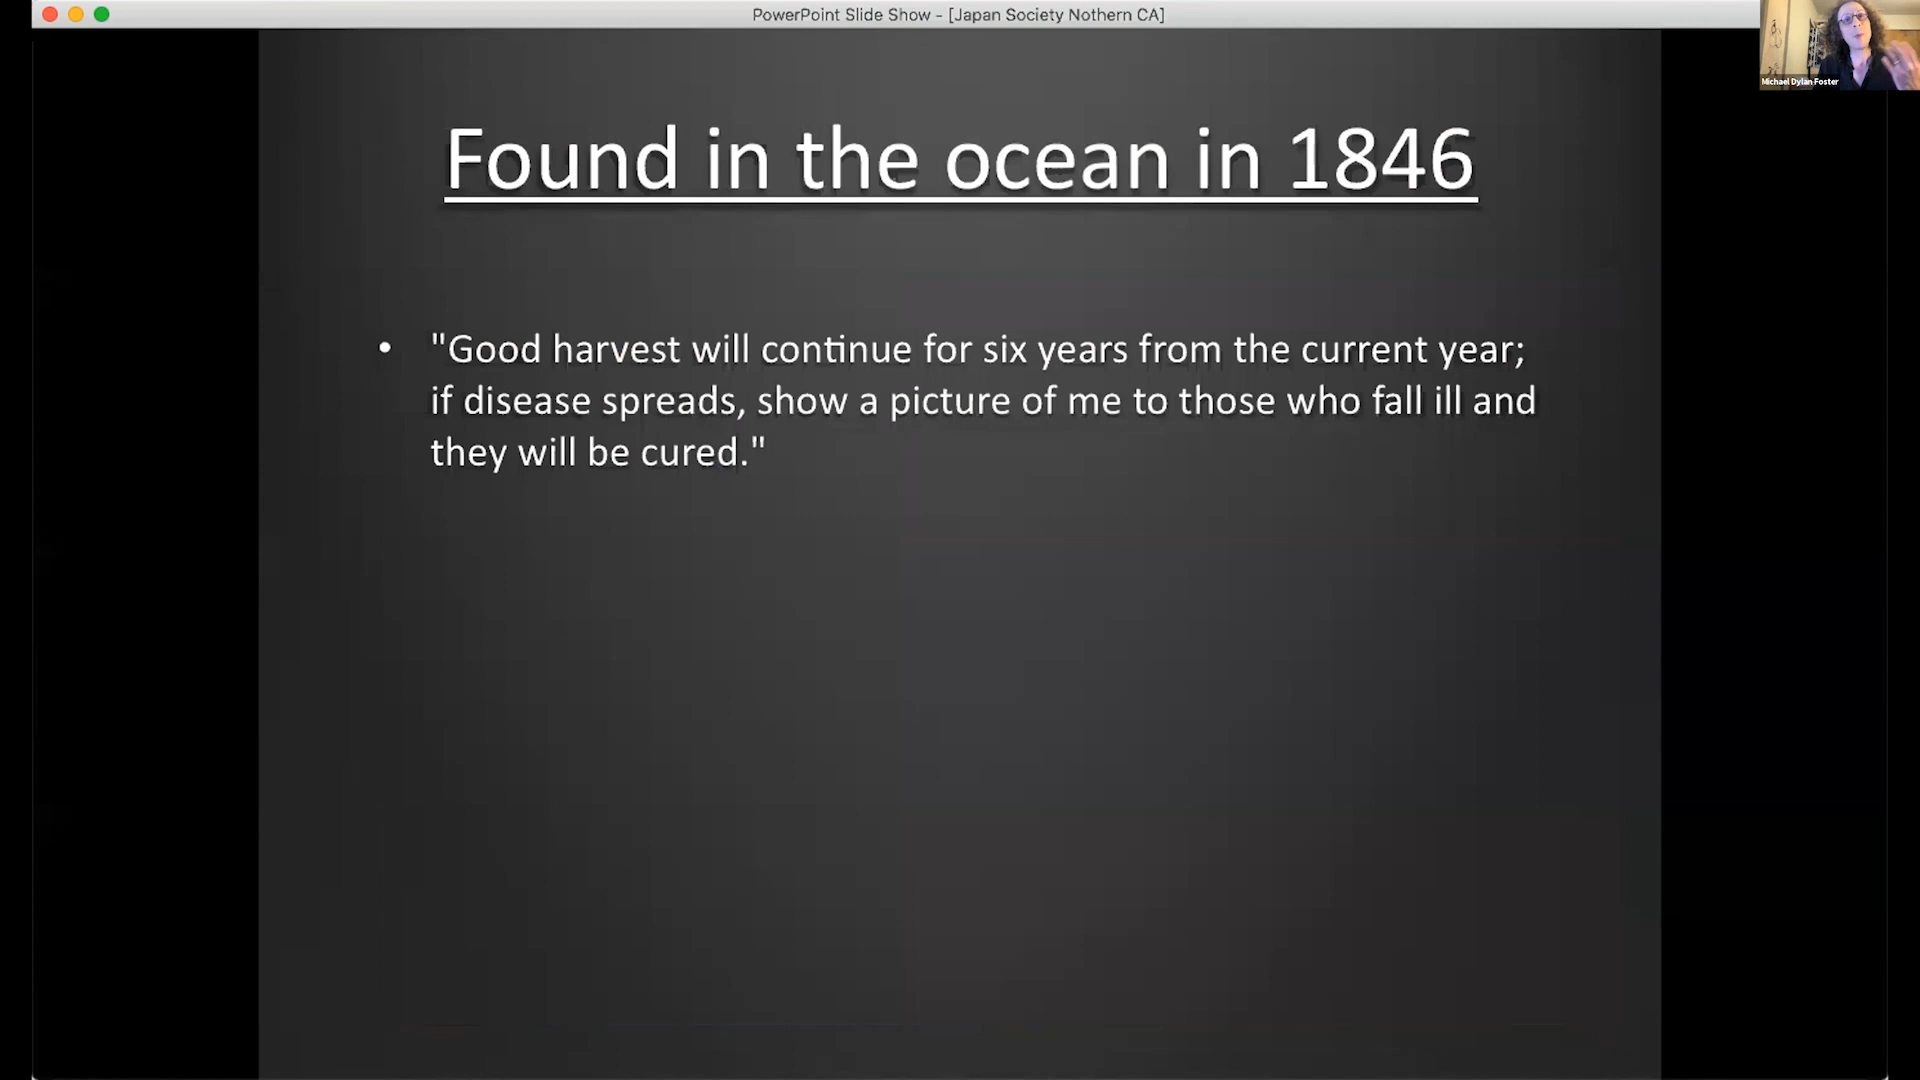 PowerPoint Slide Show - [Japan Society Nothern CA]
Michael Dylan Foster
Found in the ocean in 1846
• "Good harvest will continue for six years from the current year;
if disease spreads, show a picture of me to those who fall ill and
they will be cured."